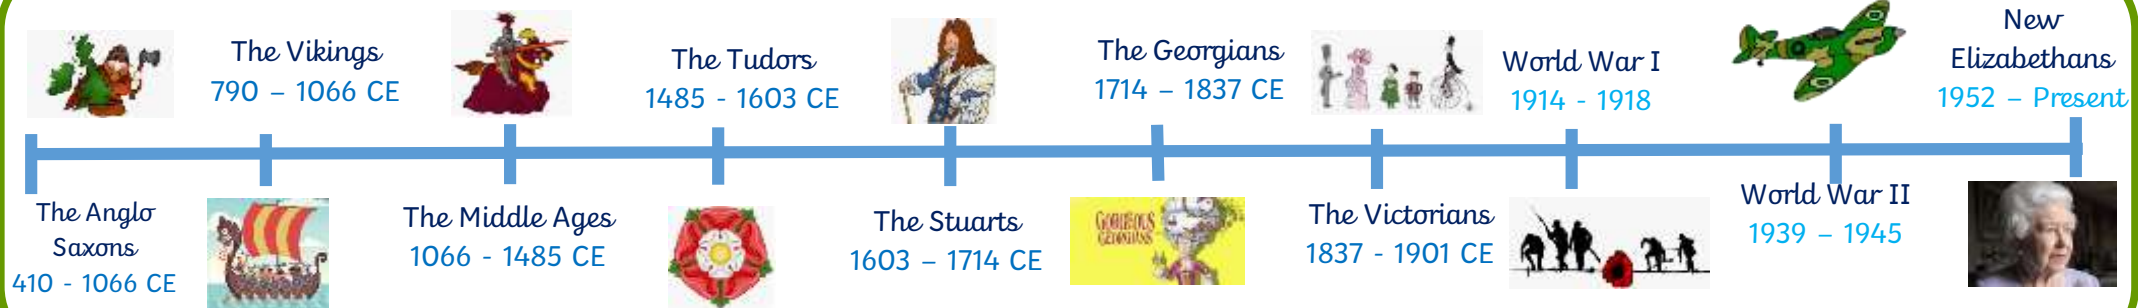 The Anglo
Saxons
410 - 1066 CE
The Vikings
790 – 1066 CE
The Middle Ages
1066 - 1485 CE
The Tudors
1485 - 1603 CE
The Stuarts
1603 – 1714 CE
The Georgians
1714 – 1837 CE
GORGEOUS
GEORGIANS
The Victorians
1837 - 1901 CE
World War I
1914 - 1918
World War II
1939 – 1945
New
Elizabethans
1952 – Present